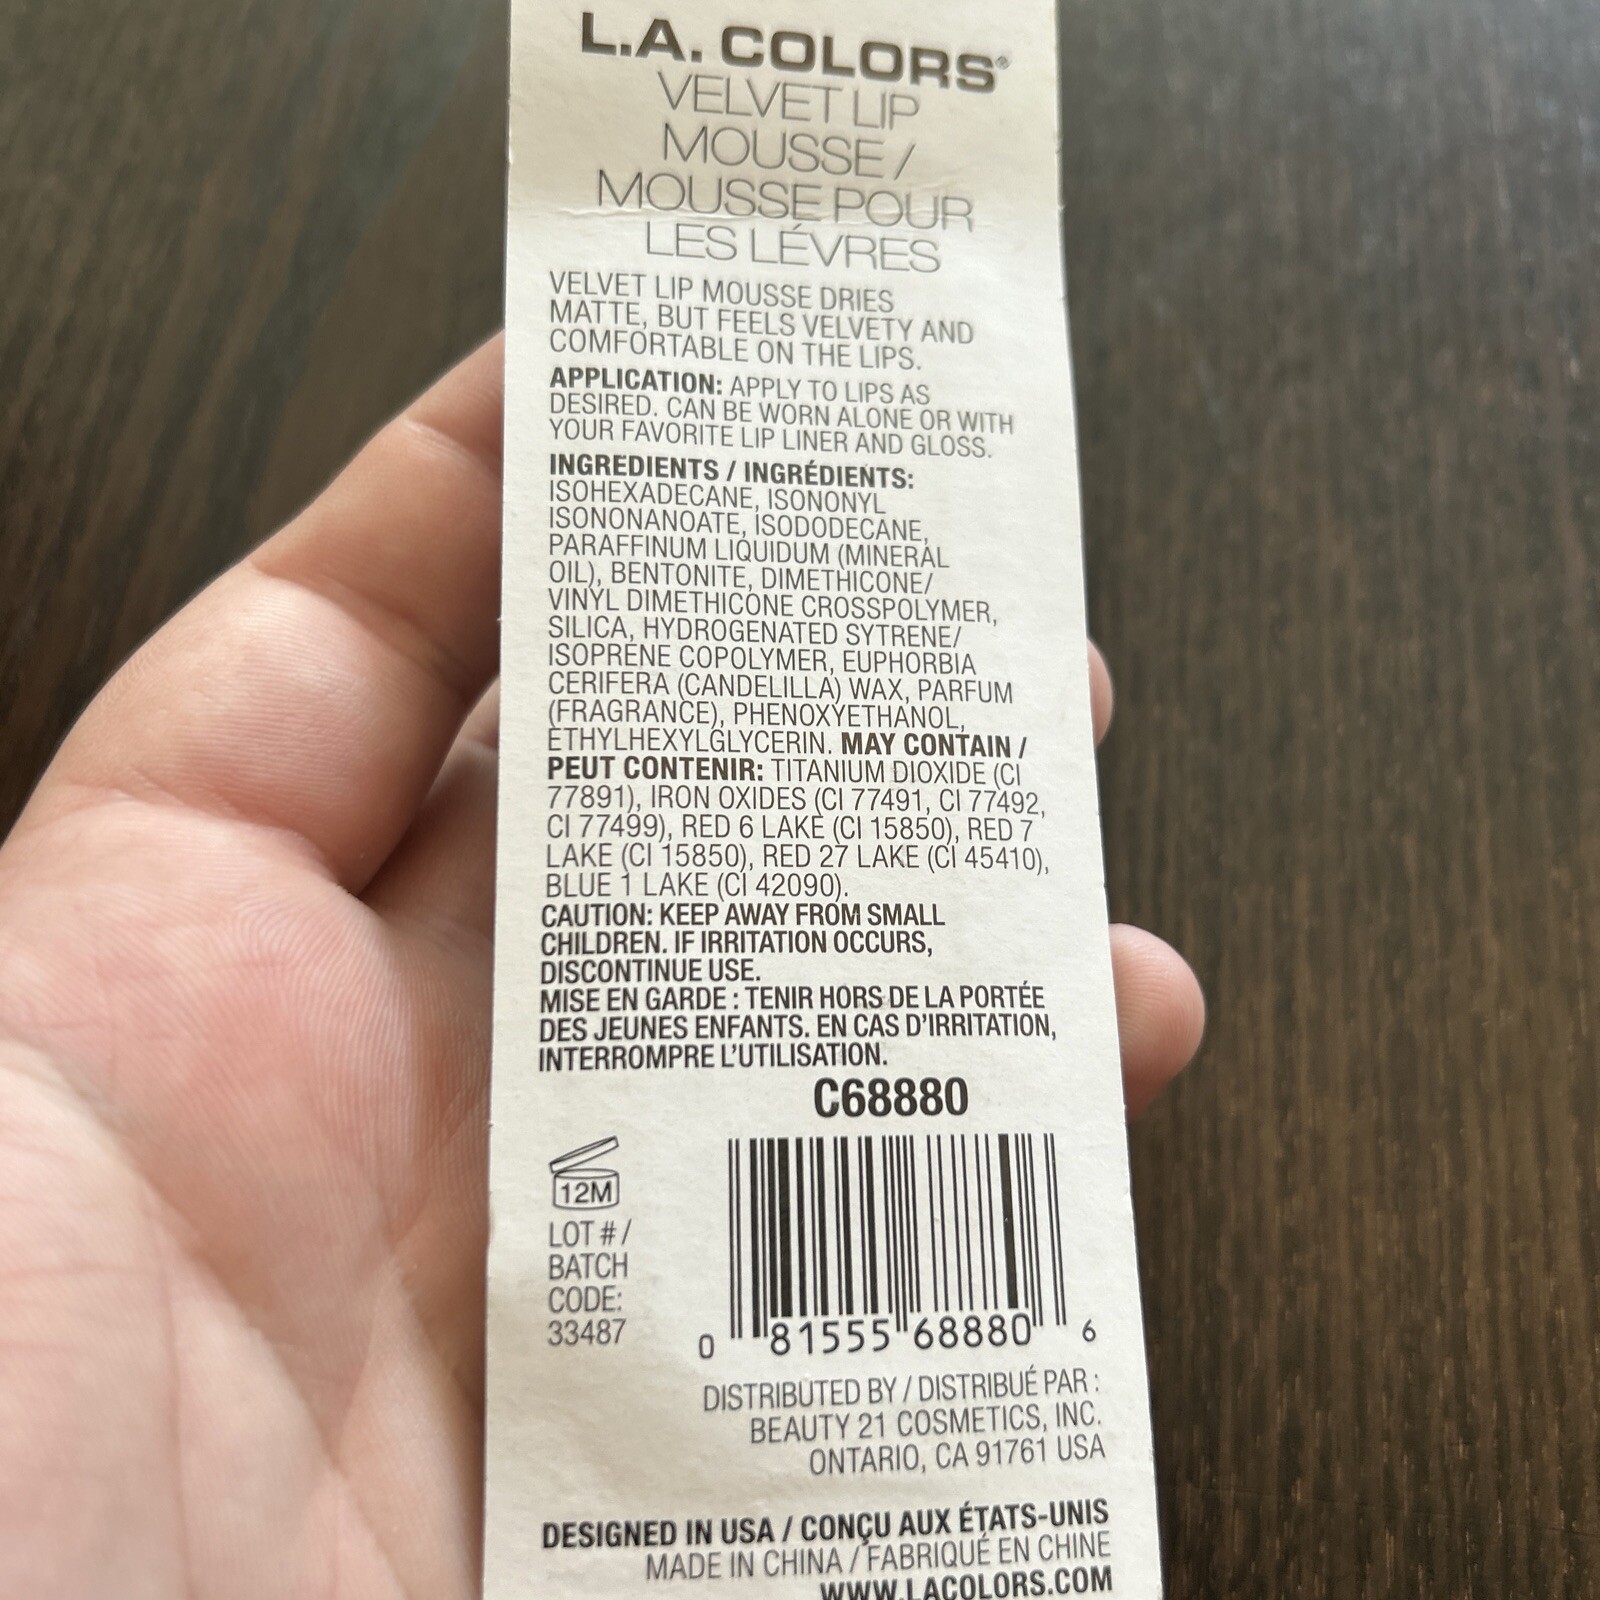 L.A. COLORS®
VELVET LIP
MOUSSE /
MOUSSE POUR
LES LÉVRES
VELVET LIP MOUSSE DRIES
MATTE, BUT FEELS VELVETY AND
COMFORTABLE ON THE LIPS.
APPLICATION: APPLY TO LIPS AS
DESIRED. CAN BE WORN ALONE OR WITH
YOUR FAVORITE LIP LINER AND GLOSS.
INGREDIENTS / INGRÉDIENTS:
ISOHEXADECANE, ISONONYL
ISONONANOATE, ISODODECANE,
PARAFFINUM LIQUIDUM (MINERAL
OIL), BENTONITE, DIMETHICONE/
VINYL DIMETHICONE CROSSPOLYMER,
SILICA, HYDROGENATED SYTRENE/
ISOPRENE COPOLYMER, EUPHORBIA
CERIFERA (CANDELILLA) WAX, PARFUM
(FRAGRANCE), PHENOXYETHANOL,
ETHYLHEXYLGLYCERIN. MAY CONTAIN /
PEUT CONTENIR: TITANIUM DIOXIDE (CI
77891), IRON OXIDES (CI 77491, CI 77492,
CI 77499), RED 6 LAKE (CI 15850), RED 7
LAKE (CI 15850), RED 27 LAKE (CI 45410),
BLUE 1 LAKE (CI 42090).
CAUTION: KEEP AWAY FROM SMALL
CHILDREN. IF IRRITATION OCCURS,
DISCONTINUE USE.
MISE EN GARDE : TENIR HORS DE LA PORTÉE
DES JEUNES ENFANTS. EN CAS D'IRRITATION,
INTERROMPRE L'UTILISATION.
C68880
12M
LOT # /
BATCH
CODE:
33487
0 81555 68880 6
DISTRIBUTED BY / DISTRIBUÉ PAR :
BEAUTY 21 COSMETICS, INC.
ONTARIO, CA 91761 USA
DESIGNED IN USA / CONÇU AUX ÉTATS-UNIS
MADE IN CHINA / FABRIQUÉ EN CHINE
WWW.LACOLORS.COM